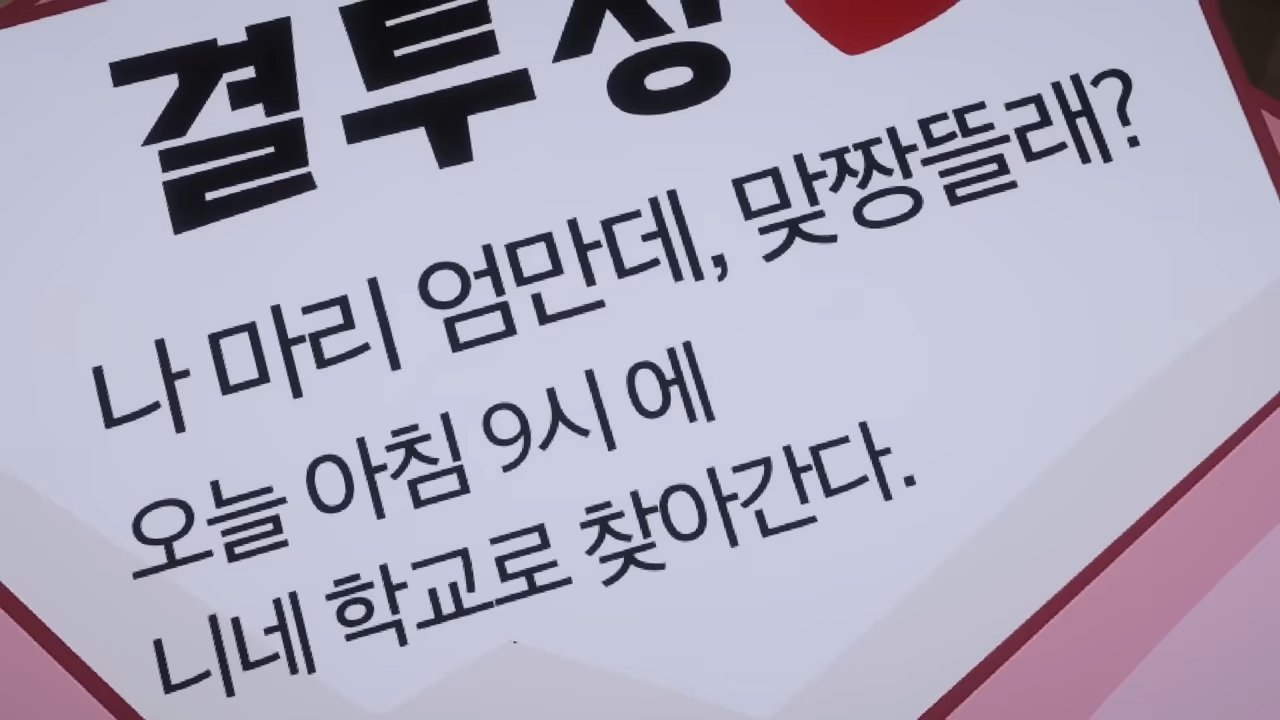 결투장
나 마리 엄만데, 맞짱뜰래?
오늘 아침 9시 에
니네 학교로 찾아간다.